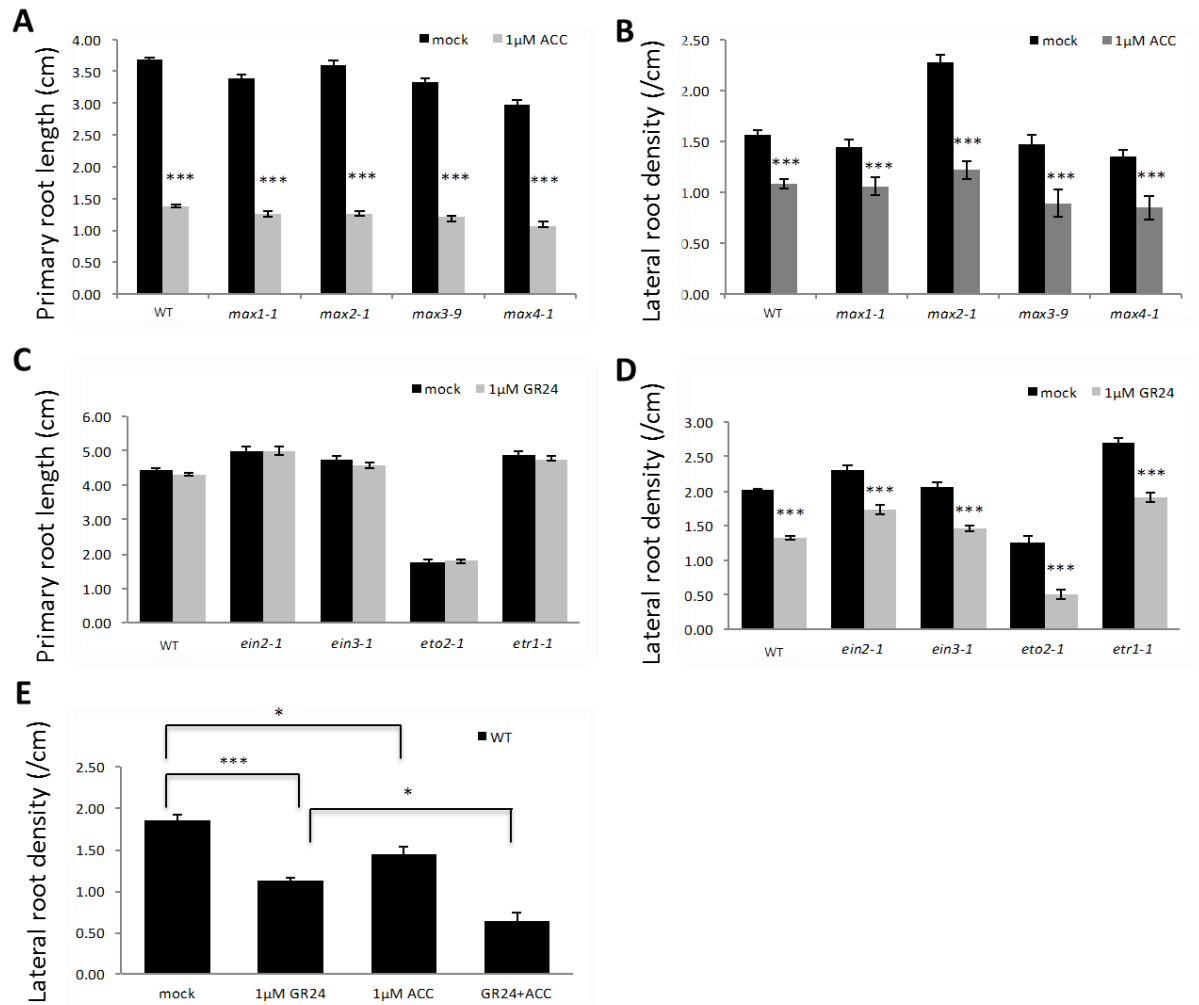 A
mock 1µM ACC
Primary root length (cm)
4.00
3.50
3.00
2.50
2.00
1.50
1.00
0.50
0.00
*** *** *** *** ***
WT max1-1 max2-1 max3-9 max4-1
B
mock 1µM ACC
Lateral root density (/cm)
2.50
2.00
1.50
1.00
0.50
0.00
*** *** *** *** ***
WT max1-1 max2-1 max3-9 max4-1
C
mock 1µM GR24
Primary root length (cm)
6.00
5.00
4.00
3.00
2.00
1.00
0.00
WT ein2-1 ein3-1 eto2-1 etr1-1
D
mock 1µM GR24
Lateral root density (/cm)
3.00
2.50
2.00
1.50
1.00
0.50
0.00
*** *** *** *** ***
WT ein2-1 ein3-1 eto2-1 etr1-1
E
WT
Lateral root density (/cm)
2.50
2.00
1.50
1.00
0.50
0.00
*
***
*
mock 1µM GR24 1µM ACC GR24+ACC